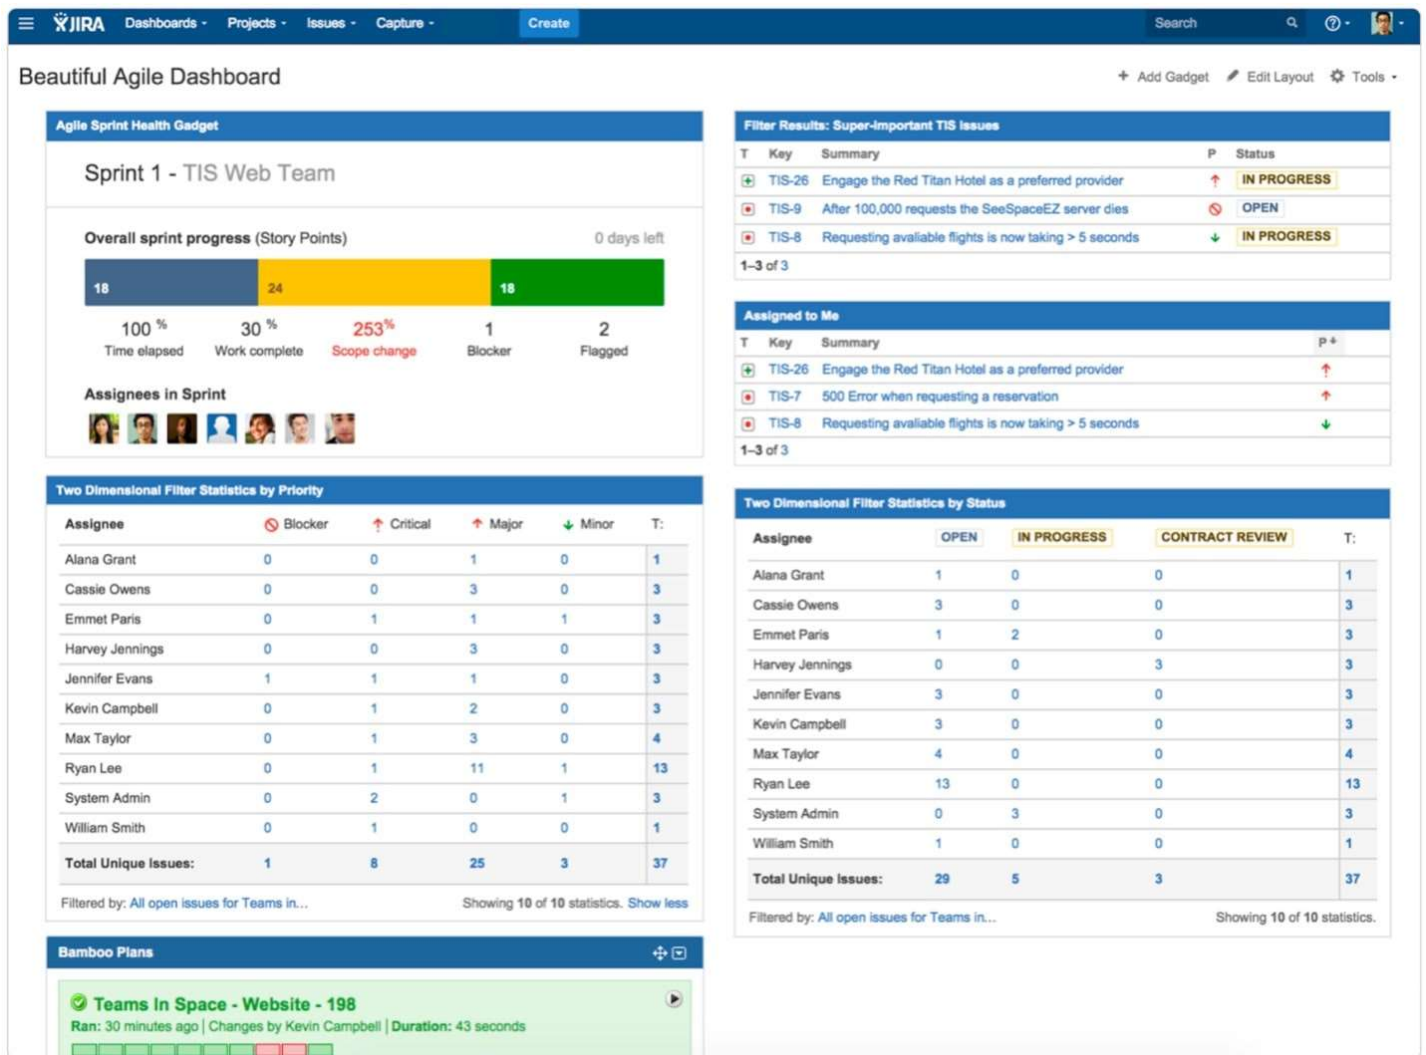 JIRA Dashboards Projects Issues Capture Create Search
Beautiful Agile Dashboard
Add Gadget Edit Layout Tools
Agile Sprint Health Gadget
Sprint 1 - TIS Web Team
Overall sprint progress (Story Points) 0 days left
18 24 18
100 % 30 % 253% 1 2
Time elapsed Work complete Scope change Blocker Flagged
Assignees in Sprint
Filter Results: Super-Important TIS Issues
T Key Summary P Status
TIS-26 Engage the Red Titan Hotel as a preferred provider IN PROGRESS
TIS-9 After 100,000 requests the SeeSpaceEZ server dies OPEN
TIS-8 Requesting avaliable flights is now taking > 5 seconds IN PROGRESS
1–3 of 3
Assigned to Me
T Key Summary P
TIS-26 Engage the Red Titan Hotel as a preferred provider
TIS-7 500 Error when requesting a reservation
TIS-8 Requesting avaliable flights is now taking > 5 seconds
1–3 of 3
Two Dimensional Filter Statistics by Priority
Assignee Blocker Critical Major Minor T:
Alana Grant 0 0 1 0 1
Cassie Owens 0 0 3 0 3
Emmet Paris 0 1 1 1 3
Harvey Jennings 0 0 3 0 3
Jennifer Evans 1 1 1 0 3
Kevin Campbell 0 1 2 0 3
Max Taylor 0 1 3 0 4
Ryan Lee 0 1 11 1 13
System Admin 0 2 0 1 3
William Smith 0 1 0 0 1
Total Unique Issues: 1 8 25 3 37
Filtered by: All open issues for Teams in... Showing 10 of 10 statistics. Show less
Two Dimensional Filter Statistics by Status
Assignee OPEN IN PROGRESS CONTRACT REVIEW T:
Alana Grant 1 0 0 1
Cassie Owens 3 0 0 3
Emmet Paris 1 2 0 3
Harvey Jennings 0 0 3 3
Jennifer Evans 3 0 0 3
Kevin Campbell 3 0 0 3
Max Taylor 4 0 0 4
Ryan Lee 13 0 0 13
System Admin 0 3 0 3
William Smith 1 0 0 1
Total Unique Issues: 29 5 3 37
Filtered by: All open issues for Teams in... Showing 10 of 10 statistics.
Bamboo Plans
Teams In Space - Website - 198
Ran: 30 minutes ago | Changes by Kevin Campbell | Duration: 43 seconds